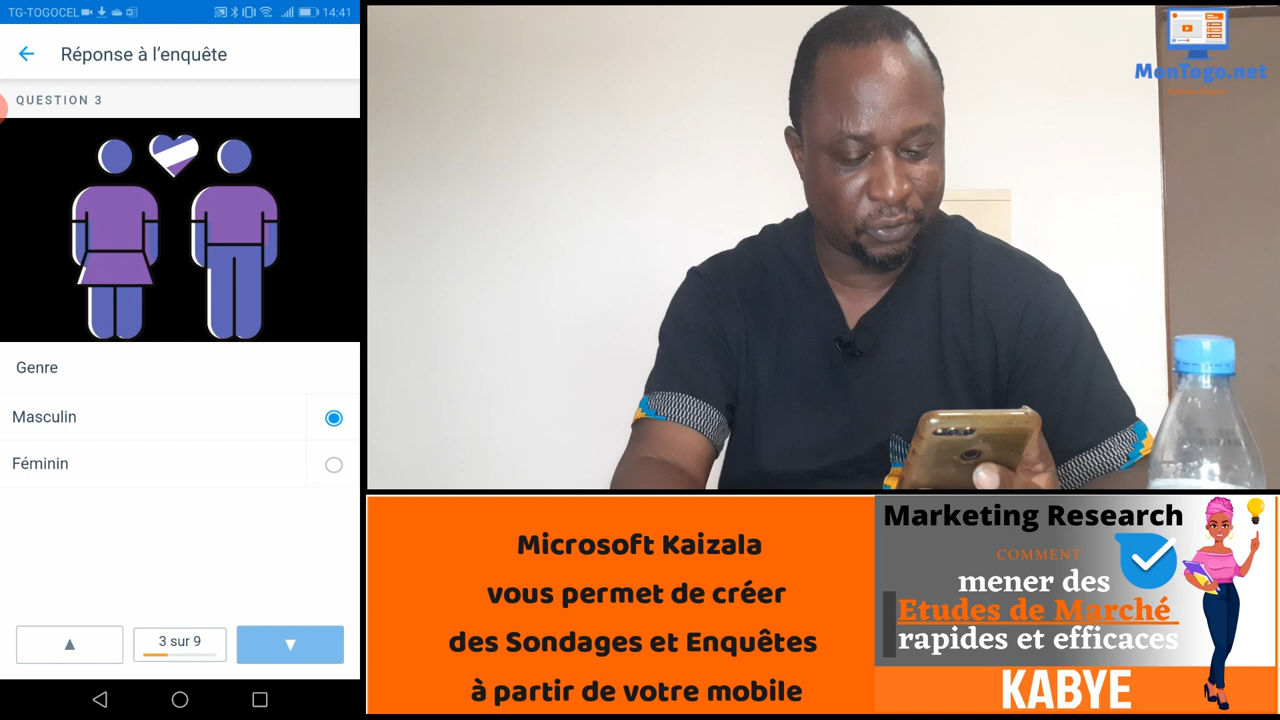 TG-TOGOCEL
14:41
Réponse à l’enquête
QUESTION 3
Genre
Masculin
Féminin
3 sur 9
MonTogo.net
Microsoft Kaizala
vous permet de créer
des Sondages et Enquêtes
à partir de votre mobile
Marketing Research
COMMENT
mener des
Etudes de Marché
rapides et efficaces
KABYE